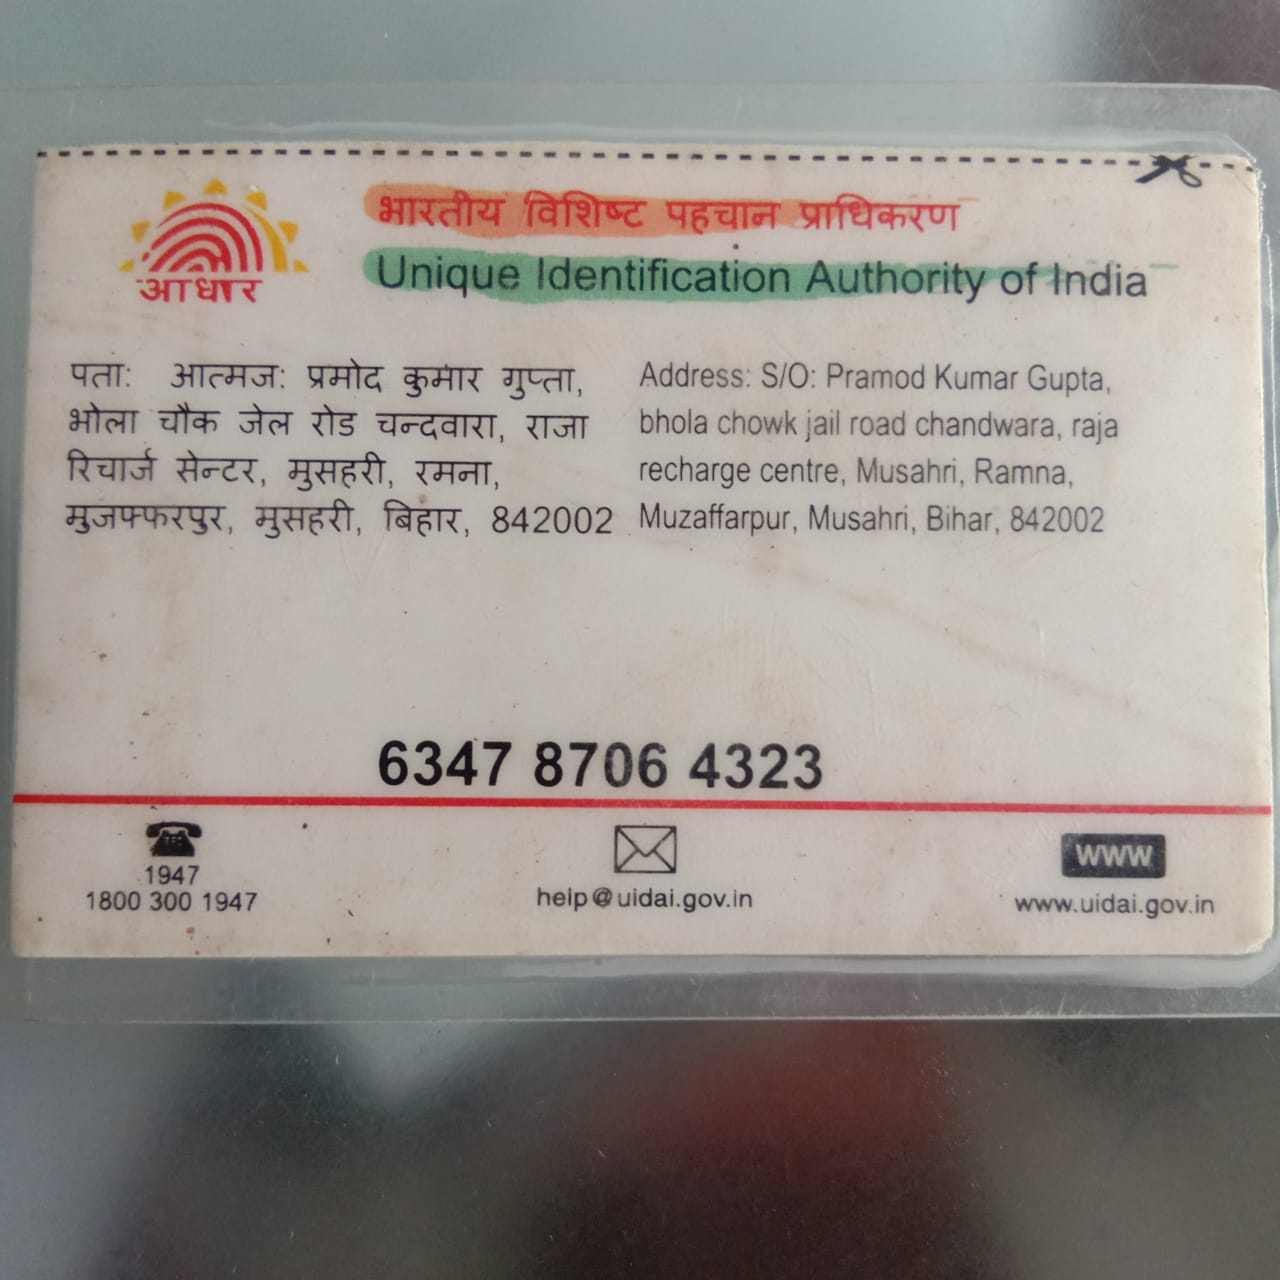 आधार
भारतीय विशिष्ट पहचान प्राधिकरण
Unique Identification Authority of India
पता: आत्मज: प्रमोद कुमार गुप्ता,
भोला चौक जेल रोड चन्दवारा, राजा
रिचार्ज सेन्टर, मुसहरी, रमना,
मुजफ्फरपुर, मुसहरी, बिहार, 842002
Address: S/O: Pramod Kumar Gupta,
bhola chowk jail road chandwara, raja
recharge centre, Musahri, Ramna,
Muzaffarpur, Musahri, Bihar, 842002
6347 8706 4323
1947
1800 300 1947
help@uidai.gov.in
www
www.uidai.gov.in